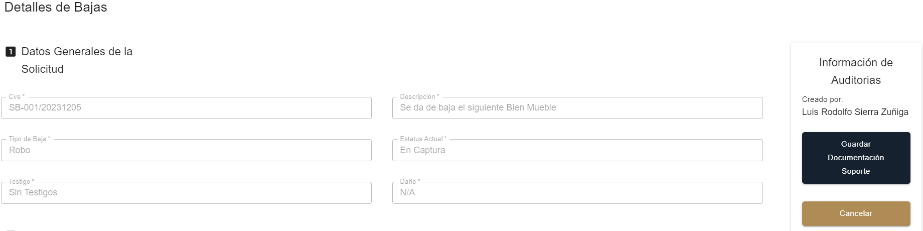 Detalles de Bajas
1 Datos Generales de la
Solicitud
Cve *
SB-001/20231205
Descripción *
Se da de baja el siguiente Bien Mueble
Tipo de Baja *
Robo
Estatus Actual *
En Captura
Testigo *
Sin Testigos
Daño *
N/A
Información de
Auditorias
Creado por:
Luis Rodolfo Sierra Zuñiga
Guardar
Documentación
Soporte
Cancelar